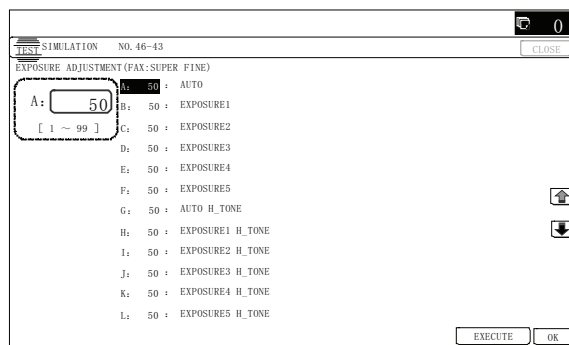 0
TEST SIMULATION NO.46-43
CLOSE
EXPOSURE ADJUSTMENT(FAX:SUPER FINE)
A: 50
[ 1 ~ 99 ]
A: 50 : AUTO
B: 50 : EXPOSURE1
C: 50 : EXPOSURE2
D: 50 : EXPOSURE3
E: 50 : EXPOSURE4
F: 50 : EXPOSURE5
G: 50 : AUTO H_TONE
H: 50 : EXPOSURE1 H_TONE
I: 50 : EXPOSURE2 H_TONE
J: 50 : EXPOSURE3 H_TONE
K: 50 : EXPOSURE4 H_TONE
L: 50 : EXPOSURE5 H_TONE
EXECUTE OK